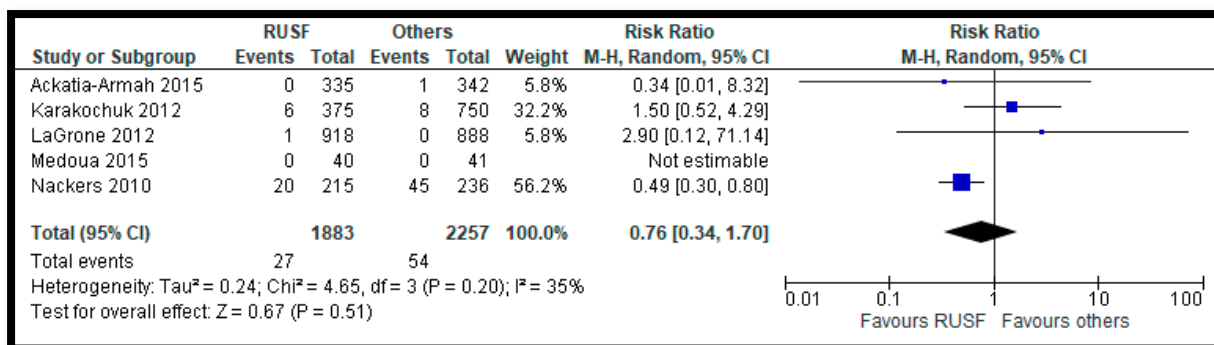 RUSF Others Risk Ratio Risk Ratio
Study or Subgroup Events Total Events Total Weight M-H, Random, 95% CI M-H, Random, 95% CI
Ackatia-Armah 2015 0 335 1 342 5.8% 0.34 [0.01, 8.32]
Karakochuk 2012 6 375 8 750 32.2% 1.50 [0.52, 4.29]
LaGrone 2012 1 918 0 888 5.8% 2.90 [0.12, 71.14]
Medoua 2015 0 40 0 41 Not estimable
Nackers 2010 20 215 45 236 56.2% 0.49 [0.30, 0.80]
Total (95% CI) 1883 2257 100.0% 0.76 [0.34, 1.70]
Total events 27 54
Heterogeneity: Tau² = 0.24; Chi² = 4.65, df = 3 (P = 0.20); I² = 35%
Test for overall effect: Z = 0.67 (P = 0.51)
0.01 0.1 1 10 100
Favours RUSF Favours others